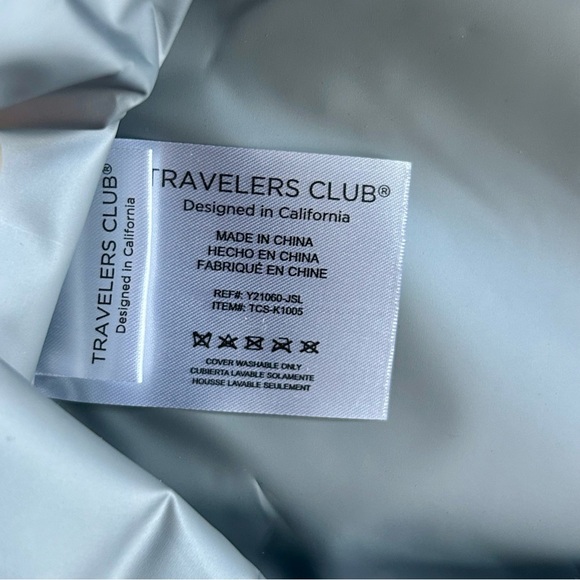 TRAVELERS CLUB®
Designed in California
TRAVELERS CLUB®
Designed in California
MADE IN CHINA
HECHO EN CHINA
FABRIQUÉ EN CHINE
REF#: Y21060-JSL
ITEM#: TCS-K1005
COVER WASHABLE ONLY
CUBIERTA LAVABLE SOLAMENTE
HOUSSE LAVABLE SEULEMENT